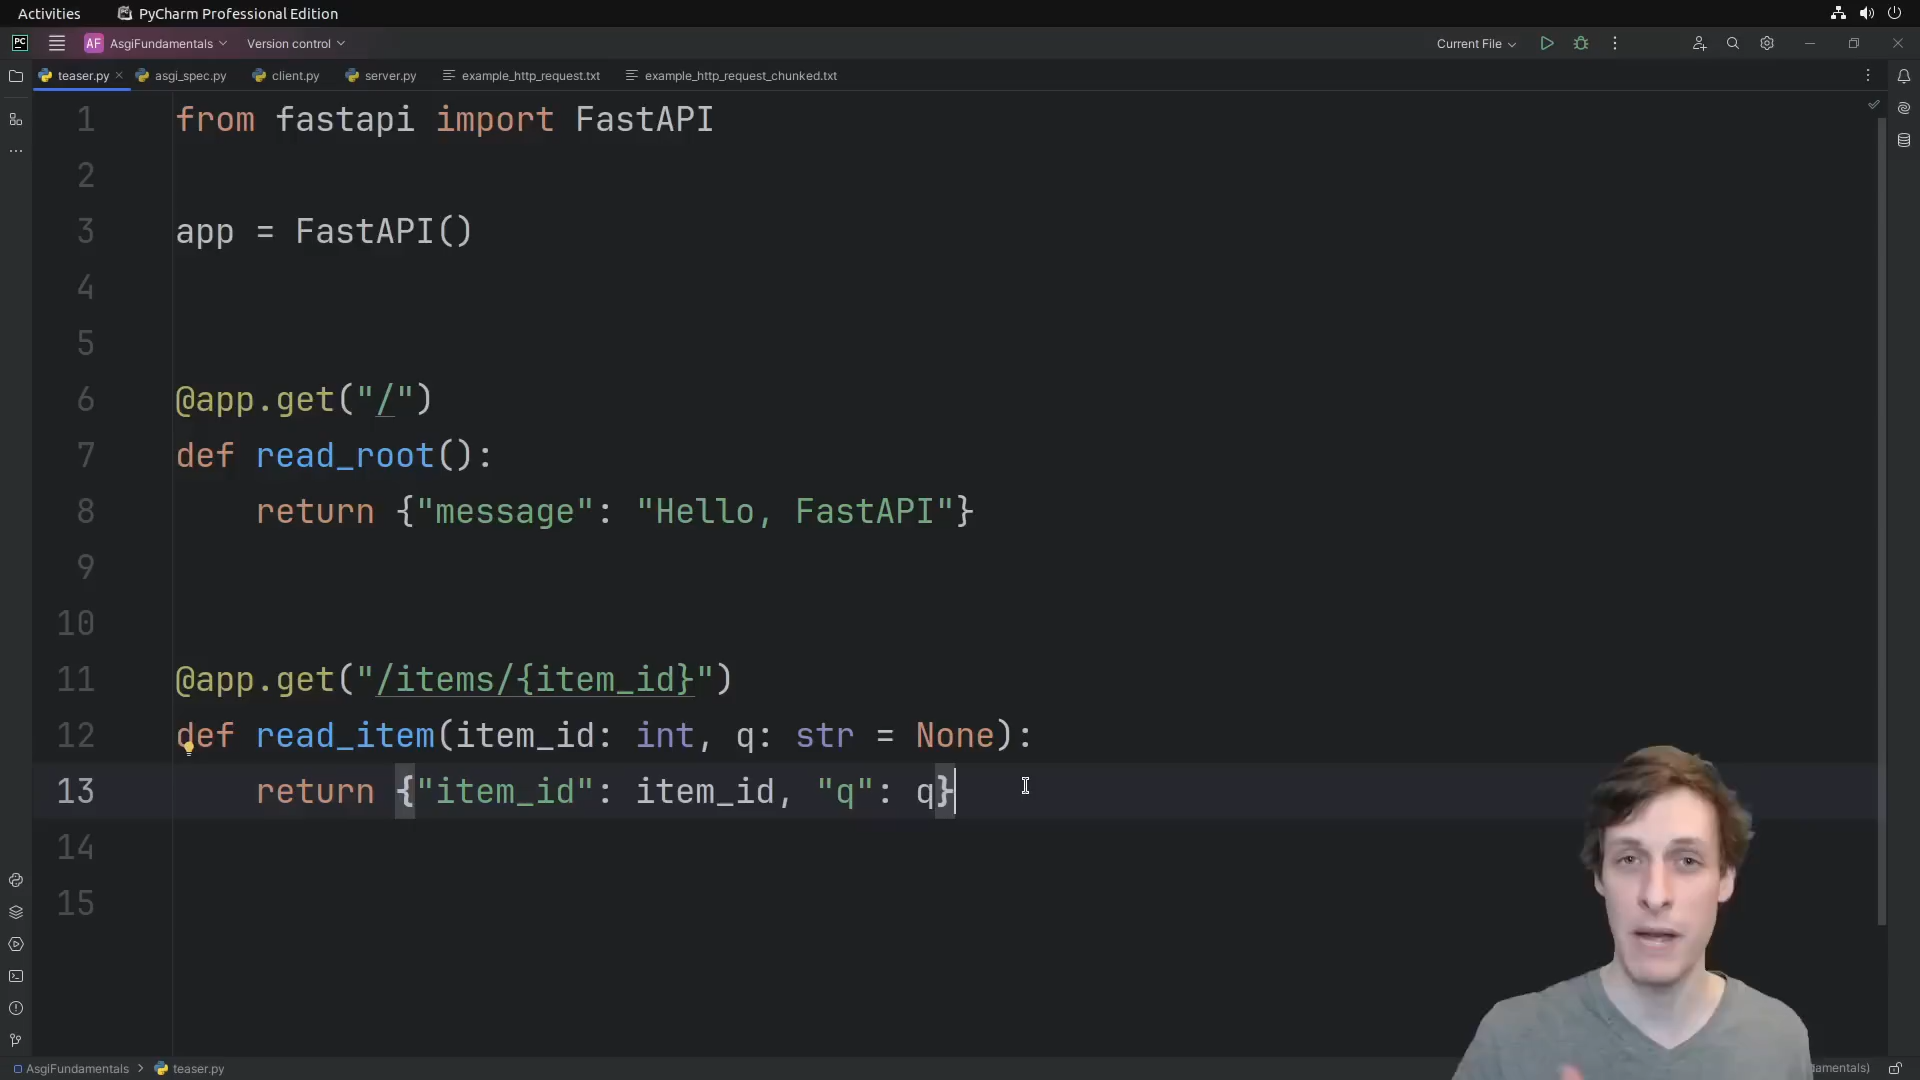 Activities PyCharm Professional Edition
PC AF AsgiFundamentals Version control Current File
teaser.py asgi_spec.py client.py server.py example_http_request.txt example_http_request_chunked.txt
1 from fastapi import FastAPI
2
3 app = FastAPI()
4
5
6 @app.get("/")
7 def read_root():
8 return {"message": "Hello, FastAPI"}
9
10
11 @app.get("/items/{item_id}")
12 def read_item(item_id: int, q: str = None):
13 return {"item_id": item_id, "q": q}
14
15
AsgiFundamentals > teaser.py amentals)